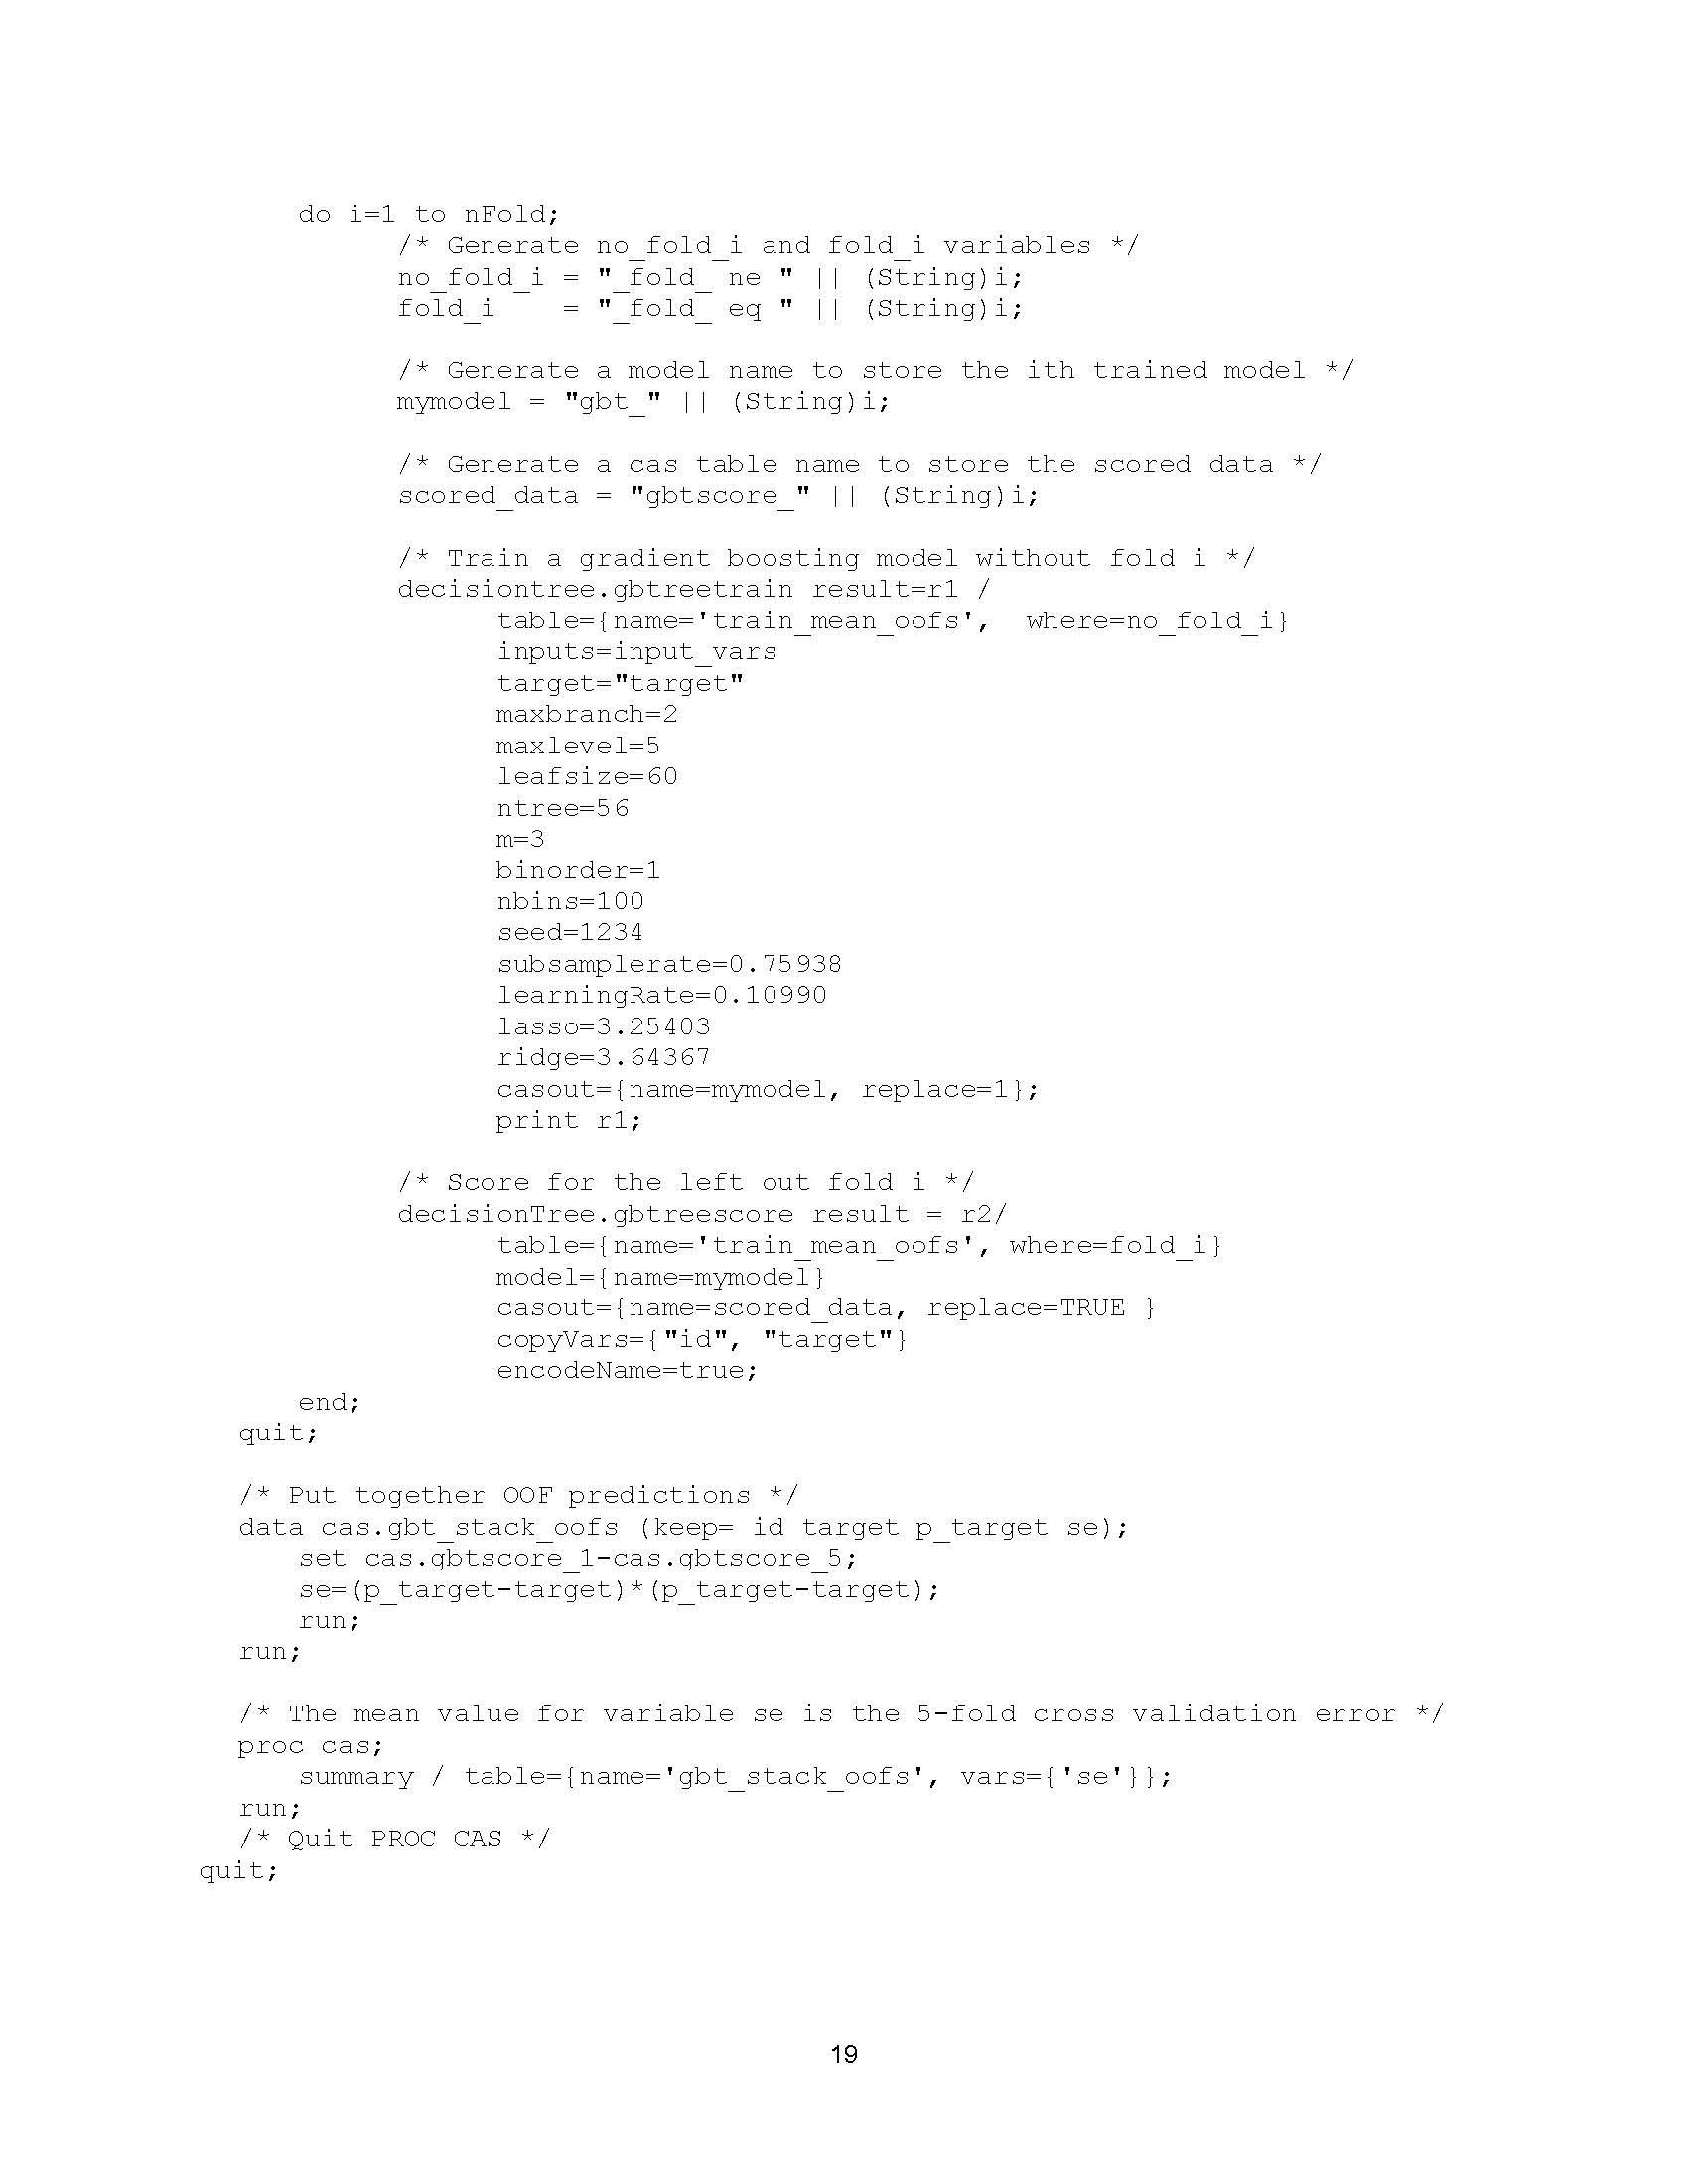 do i=1 to nFold;
/* Generate no_fold_i and fold_i variables */
no_fold_i = "_fold_ ne " || (String)i;
fold_i    = "_fold_ eq " || (String)i;
/* Generate a model name to store the ith trained model */
mymodel = "gbt_" || (String)i;
/* Generate a cas table name to store the scored data */
scored_data = "gbtscore_" || (String)i;
/* Train a gradient boosting model without fold i */
decisiontree.gbtreetrain result=r1 /
table={name='train_mean_oofs',  where=no_fold_i}
inputs=input_vars
target="target"
maxbranch=2
maxlevel=5
leafsize=60
ntree=56
m=3
binorder=1
nbins=100
seed=1234
subsamplerate=0.75938
learningRate=0.10990
lasso=3.25403
ridge=3.64367
casout={name=mymodel, replace=1};
print r1;
/* Score for the left out fold i */
decisionTree.gbtreescore result = r2/
table={name='train_mean_oofs', where=fold_i}
model={name=mymodel}
casout={name=scored_data, replace=TRUE }
copyVars={"id", "target"}
encodeName=true;
end;
quit;
/* Put together OOF predictions */
data cas.gbt_stack_oofs (keep= id target p_target se);
set cas.gbtscore_1-cas.gbtscore_5;
se=(p_target-target)*(p_target-target);
run;
run;
/* The mean value for variable se is the 5-fold cross validation error */
proc cas;
summary / table={name='gbt_stack_oofs', vars={'se'}};
run;
/* Quit PROC CAS */
quit;
19